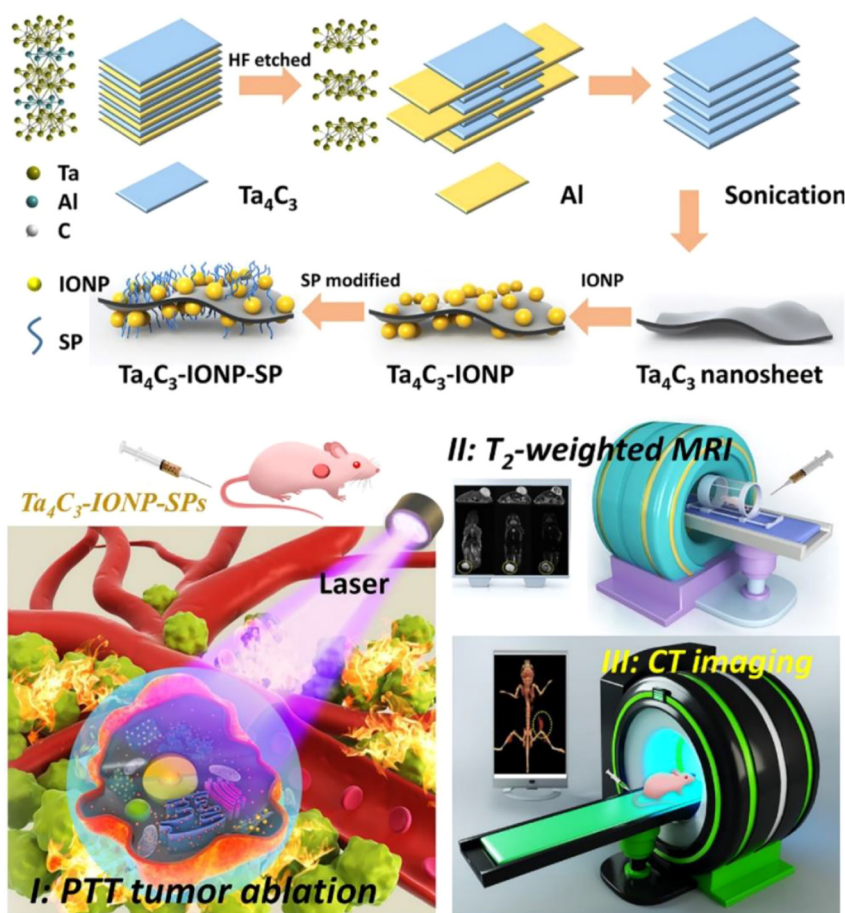 HF etched
Ta
Al
C
Ta₄C₃
Al
Sonication
IONP
SP
SP modified
IONP
Ta₄C₃-IONP-SP
Ta₄C₃-IONP
Ta₄C₃ nanosheet
Ta₄C₃-IONP-SPs
II: T₂-weighted MRI
Laser
III: CT imaging
I: PTT tumor ablation